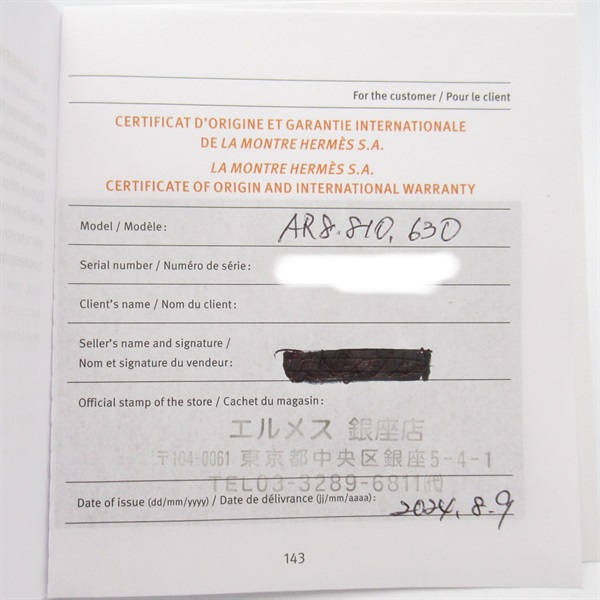 For the customer / Pour le client
CERTIFICAT D'ORIGINE ET GARANTIE INTERNATIONALE
DE LA MONTRE HERMÈS S.A.
LA MONTRE HERMÈS S.A.
CERTIFICATE OF ORIGIN AND INTERNATIONAL WARRANTY
Model / Modèle: AR8.810.630
Serial number / Numéro de série:
Client's name / Nom du client:
Seller's name and signature /
Nom et signature du vendeur:
Official stamp of the store / Cachet du magasin:
エルメス 銀座店
〒104-0061 東京都中央区銀座5-4-1
TEL03-3289-6811㈹
Date of issue (dd/mm/yyyy) / Date de délivrance (jj/mm/aaaa): 2024.8.9
143